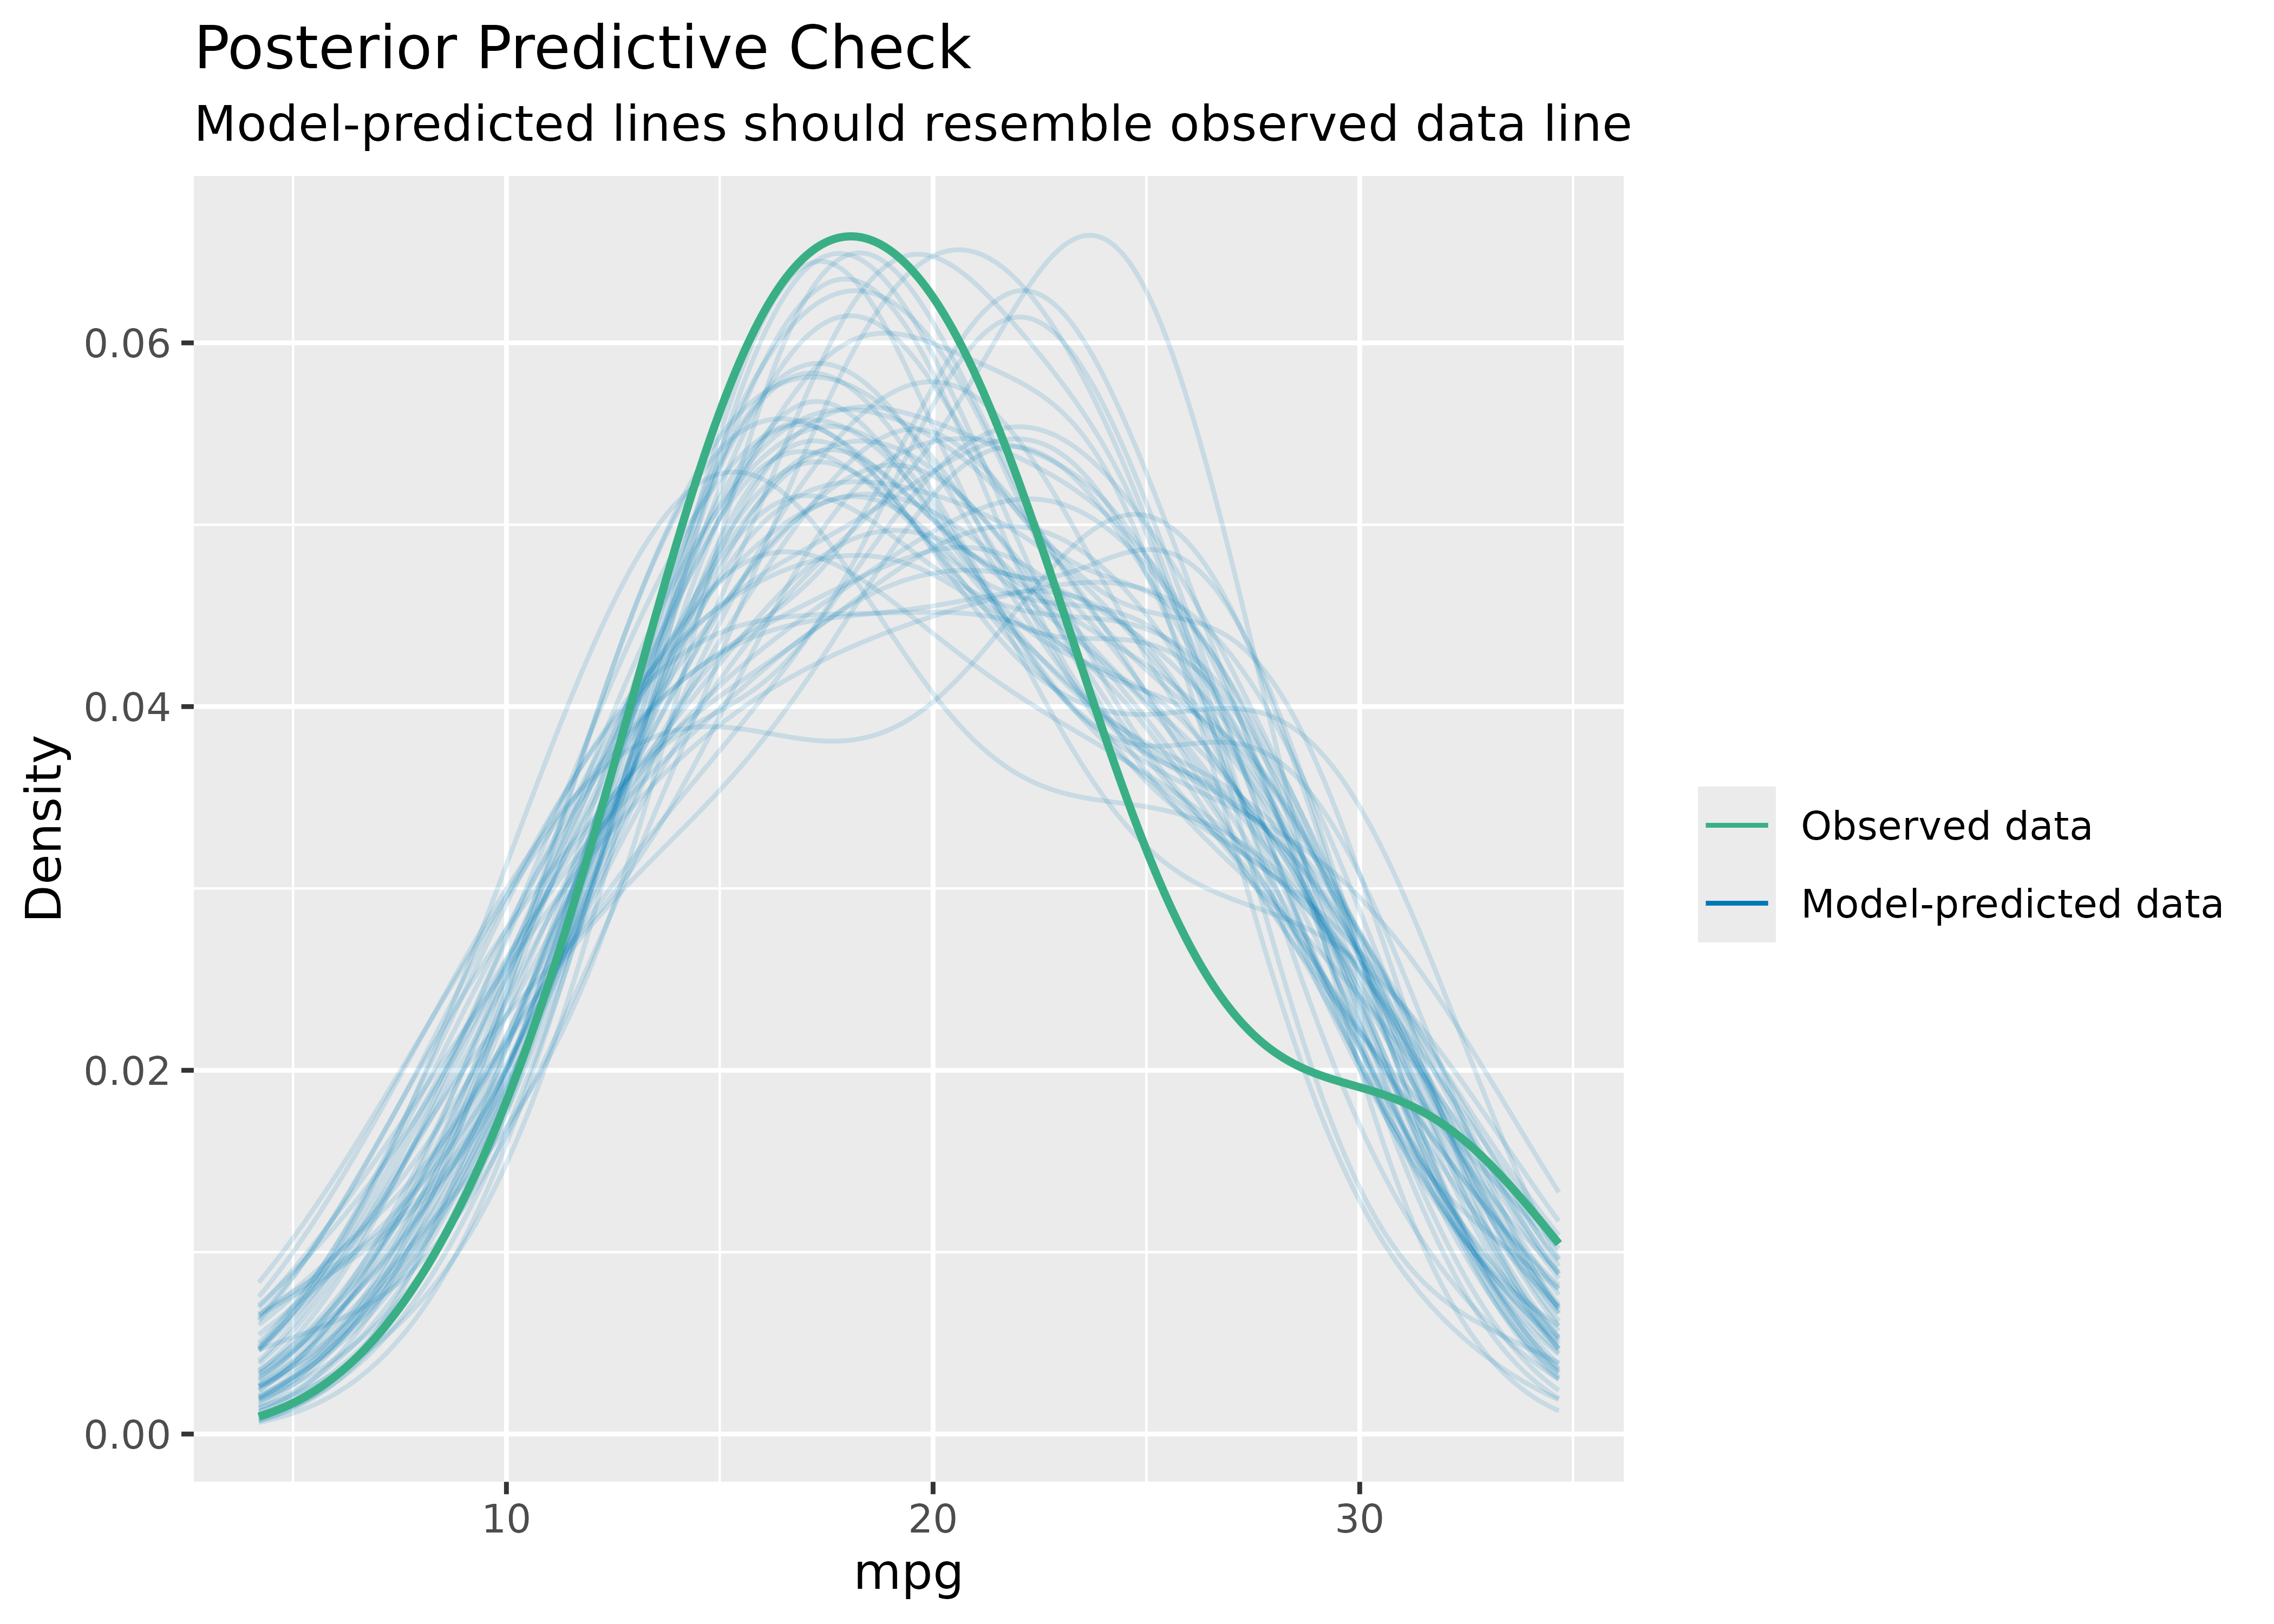 Posterior Predictive Check
Model-predicted lines should resemble observed data line
Density
0.06
0.04
0.02
0.00
10 20 30
mpg
Observed data
Model-predicted data